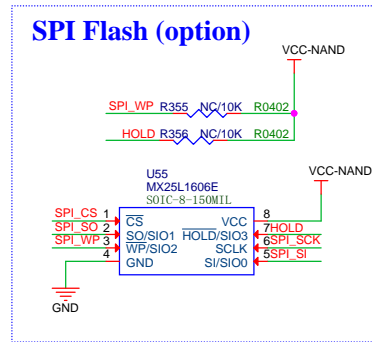 SPI Flash (option)
VCC-NAND
SPI_WP R355 NC/10K R0402
HOLD R356 NC/10K R0402
U55
MX25L1606E
SOIC-8-150MIL
VCC-NAND
SPI_CS 1 CS VCC 8
SPI_SO 2 SO/SIO1 HOLD/SIO3 7 HOLD
SPI_WP 3 WP/SIO2 SCLK 6 SPI_SCK
4 GND SI/SIO0 5 SPI_SI
GND